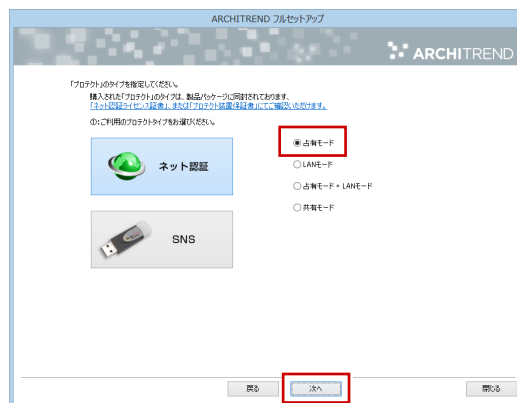 ARCHITREND フルセットアップ
ARCHITREND
「プロテクト」のタイプを指定してください。
購入された「プロテクト」のタイプは、製品パッケージに同封されております、
「ネット認証ライセンス証書」、または「プロテクト装置保証書」にてご確認いただけます。
①:ご利用のプロテクトタイプをお選びください。
ネット認証
占有モード
LANモード
占有モード + LANモード
共有モード
SNS
戻る
次へ
閉じる